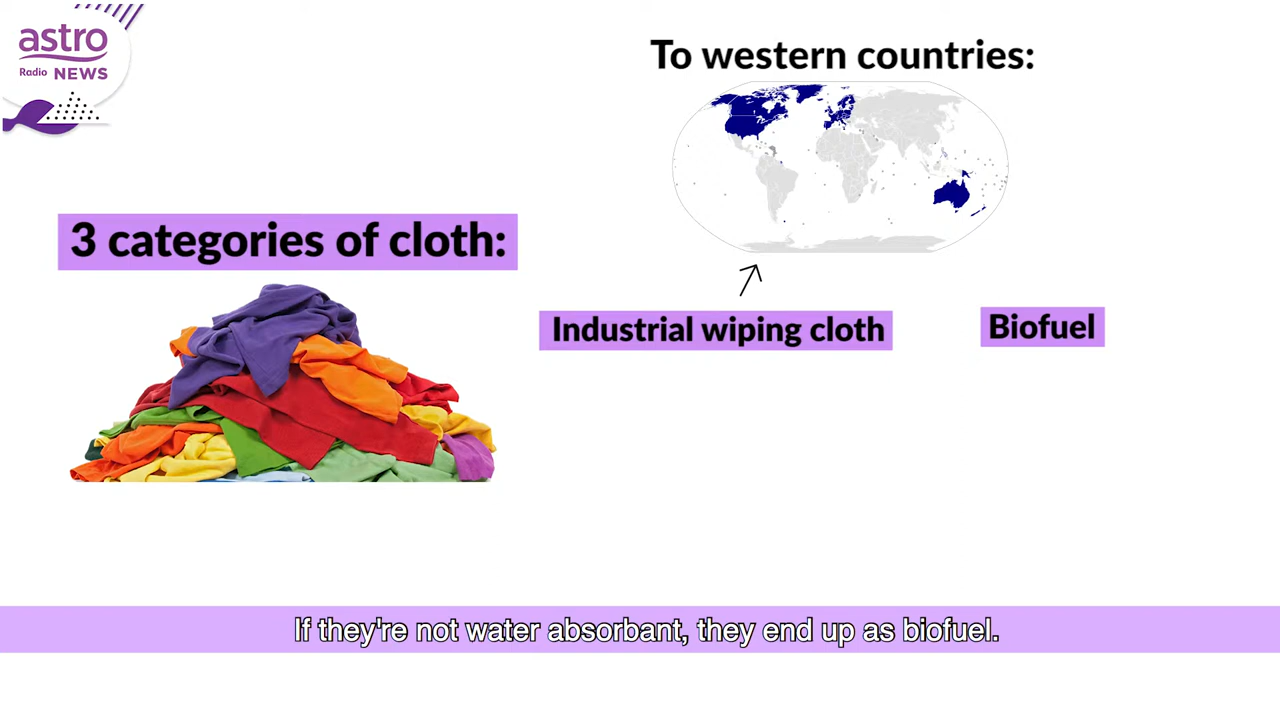 astro
Radio NEWS
To western countries:
3 categories of cloth:
Industrial wiping cloth
Biofuel
If they're not water absorbant, they end up as biofuel.